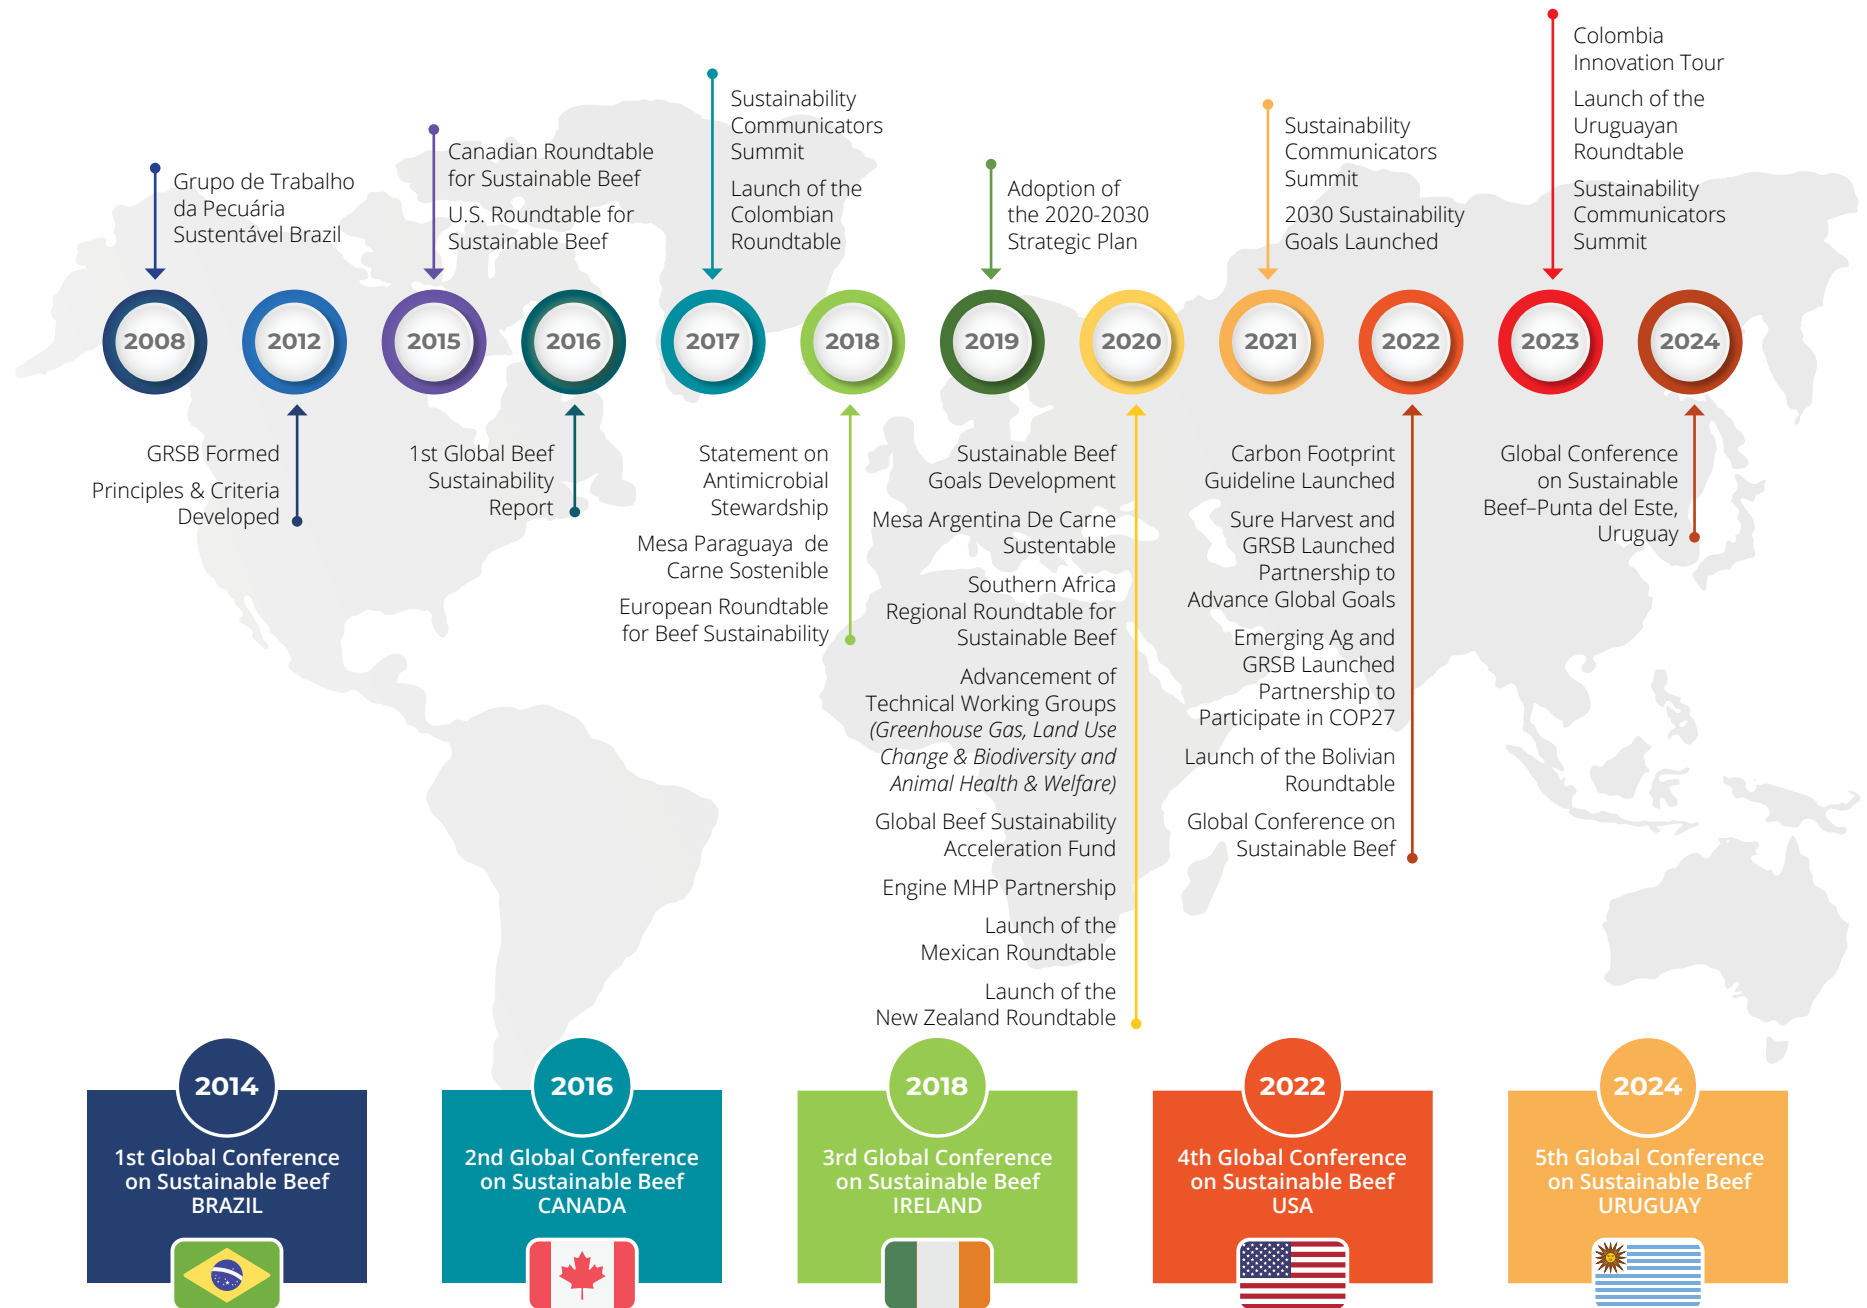 Grupo de Trabalho
da Pecuária
Sustentável Brazil
Canadian Roundtable
for Sustainable Beef
U.S. Roundtable for
Sustainable Beef
Sustainability
Communicators
Summit
Launch of the
Colombian
Roundtable
Adoption of
the 2020-2030
Strategic Plan
Sustainability
Communicators
Summit
2030 Sustainability
Goals Launched
Colombia
Innovation Tour
Launch of the
Uruguayan
Roundtable
Sustainability
Communicators
Summit
2008
2012
2015
2016
2017
2018
2019
2020
2021
2022
2023
2024
GRSB Formed
Principles & Criteria
Developed
1st Global Beef
Sustainability
Report
Statement on
Antimicrobial
Stewardship
Mesa Paraguaya de
Carne Sostenible
European Roundtable
for Beef Sustainability
Sustainable Beef
Goals Development
Mesa Argentina De Carne
Sustentable
Southern Africa
Regional Roundtable for
Sustainable Beef
Advancement of
Technical Working Groups
(Greenhouse Gas, Land Use
Change & Biodiversity and
Animal Health & Welfare)
Global Beef Sustainability
Acceleration Fund
Engine MHP Partnership
Launch of the
Mexican Roundtable
Launch of the
New Zealand Roundtable
Carbon Footprint
Guideline Launched
Sure Harvest and
GRSB Launched
Partnership to
Advance Global Goals
Emerging Ag and
GRSB Launched
Partnership to
Participate in COP27
Launch of the Bolivian
Roundtable
Global Conference on
Sustainable Beef
Global Conference
on Sustainable
Beef–Punta del Este,
Uruguay
2014
1st Global Conference
on Sustainable Beef
BRAZIL
2016
2nd Global Conference
on Sustainable Beef
CANADA
2018
3rd Global Conference
on Sustainable Beef
IRELAND
2022
4th Global Conference
on Sustainable Beef
USA
2024
5th Global Conference
on Sustainable Beef
URUGUAY